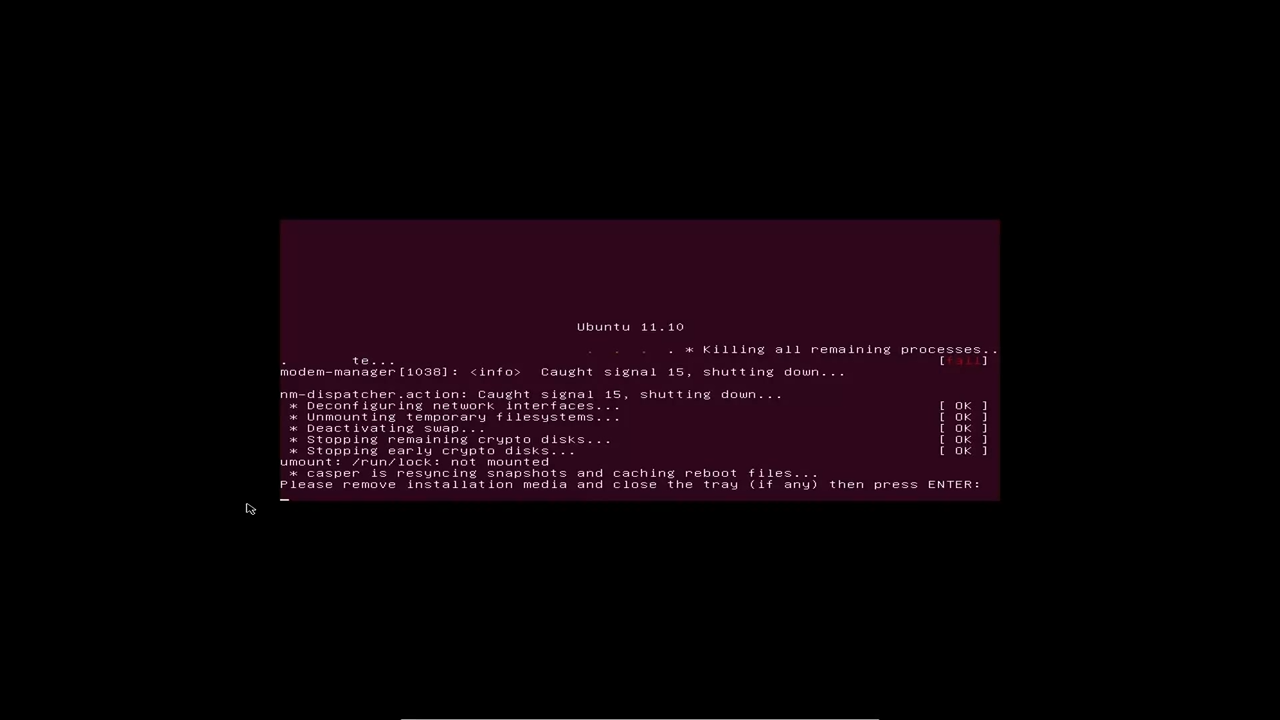 Ubuntu 11.10
. . . . * Killing all remaining processes..
. te... [fail]
modem-manager[1038]: <info>  Caught signal 15, shutting down...
nm-dispatcher.action: Caught signal 15, shutting down...
* Deconfiguring network interfaces... [ OK ]
* Unmounting temporary filesystems... [ OK ]
* Deactivating swap... [ OK ]
* Stopping remaining crypto disks... [ OK ]
* Stopping early crypto disks... [ OK ]
umount: /run/lock: not mounted
* casper is resyncing snapshots and caching reboot files...
Please remove installation media and close the tray (if any) then press ENTER: